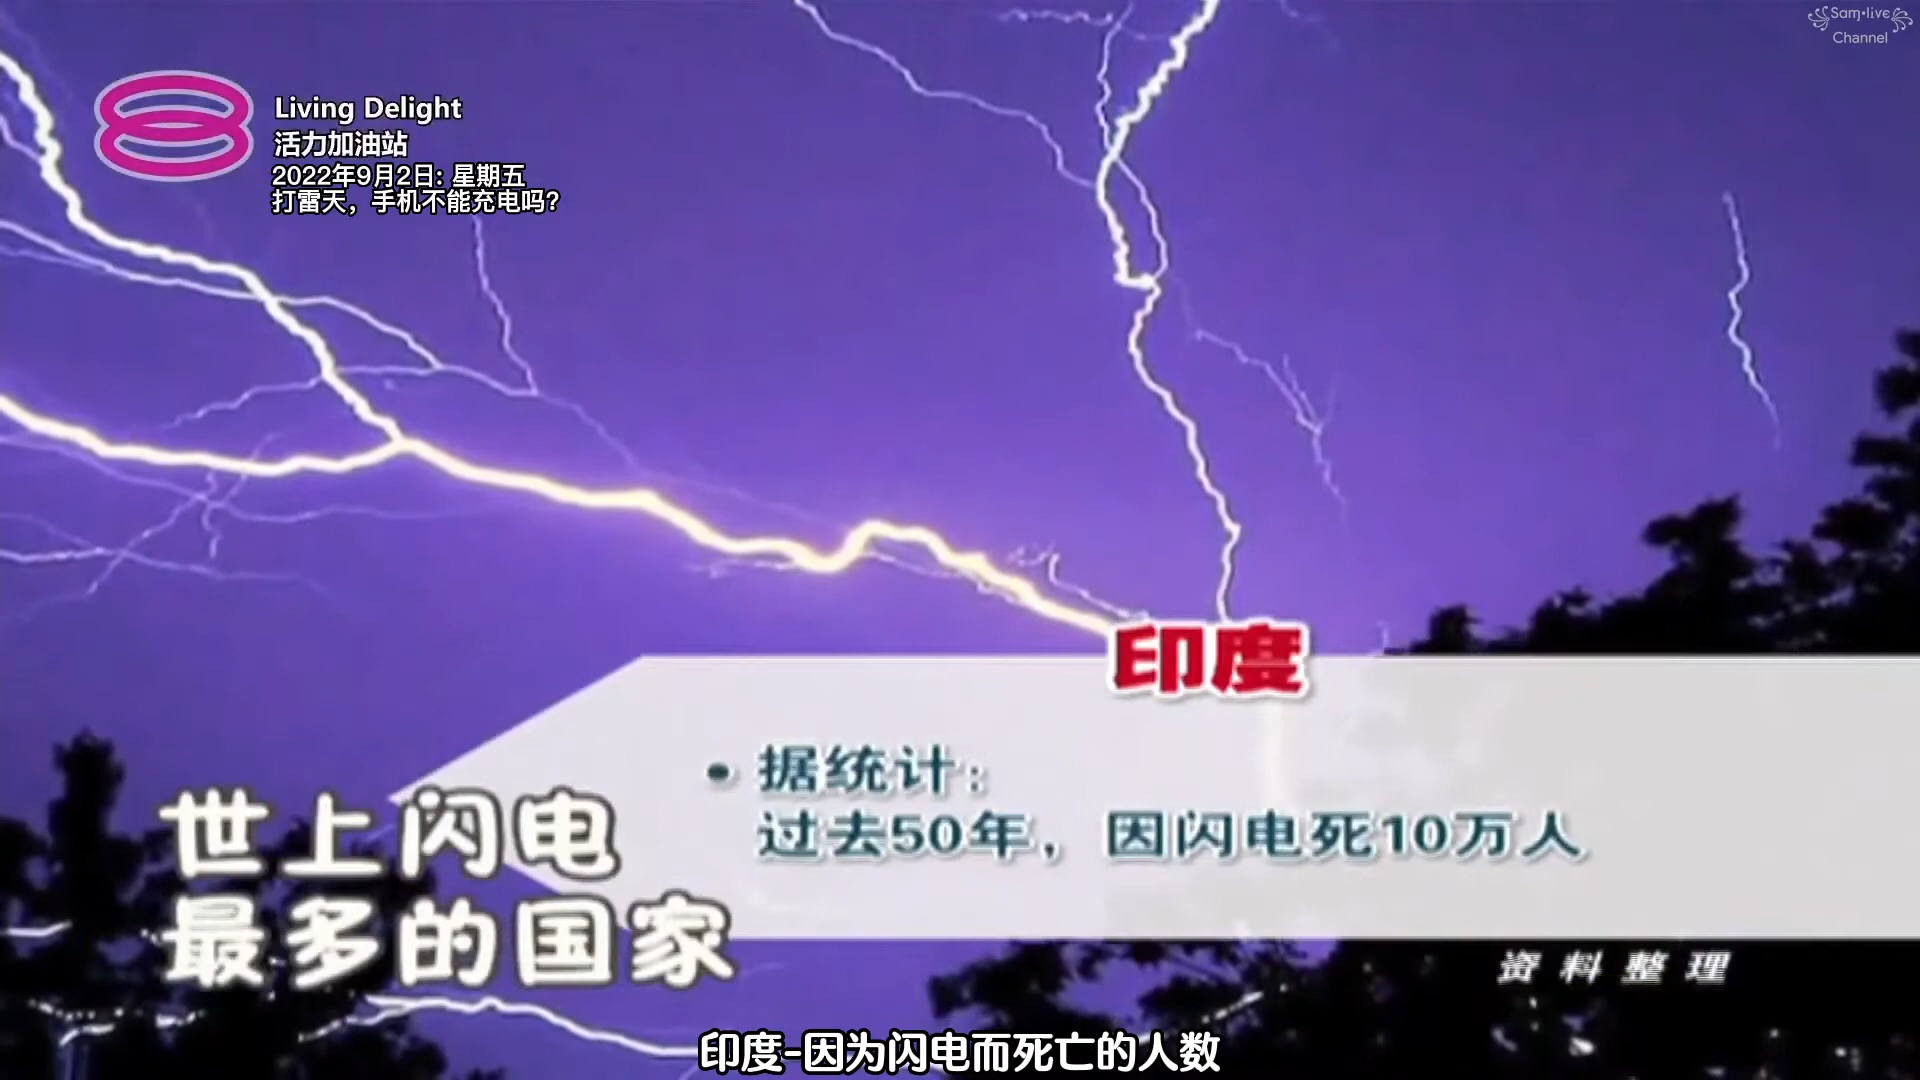 Sam•live
Channel
Living Delight
活力加油站
2022年9月2日: 星期五
打雷天，手机不能充电吗?
印度
• 据统计:
过去50年，因闪电死10万人
世上闪电
最多的国家
资料整理
印度-因为闪电而死亡的人数